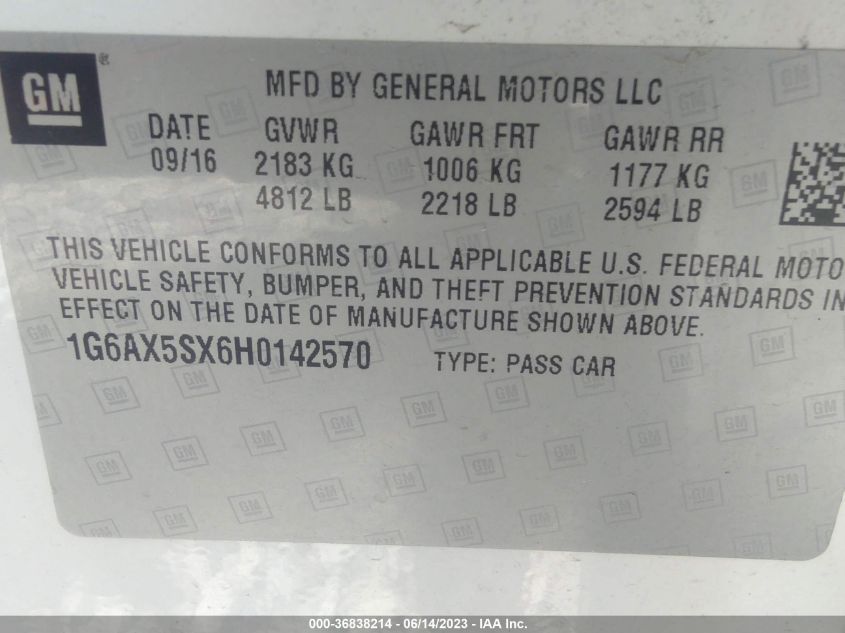 GM ®
MFD BY GENERAL MOTORS LLC
DATE GVWR GAWR FRT GAWR RR
09/16 2183 KG 1006 KG 1177 KG
4812 LB 2218 LB 2594 LB
THIS VEHICLE CONFORMS TO ALL APPLICABLE U.S. FEDERAL MOTO
VEHICLE SAFETY, BUMPER, AND THEFT PREVENTION STANDARDS IN
EFFECT ON THE DATE OF MANUFACTURE SHOWN ABOVE.
1G6AX5SX6H0142570 TYPE: PASS CAR
000-36838214 - 06/14/2023 - IAA Inc.